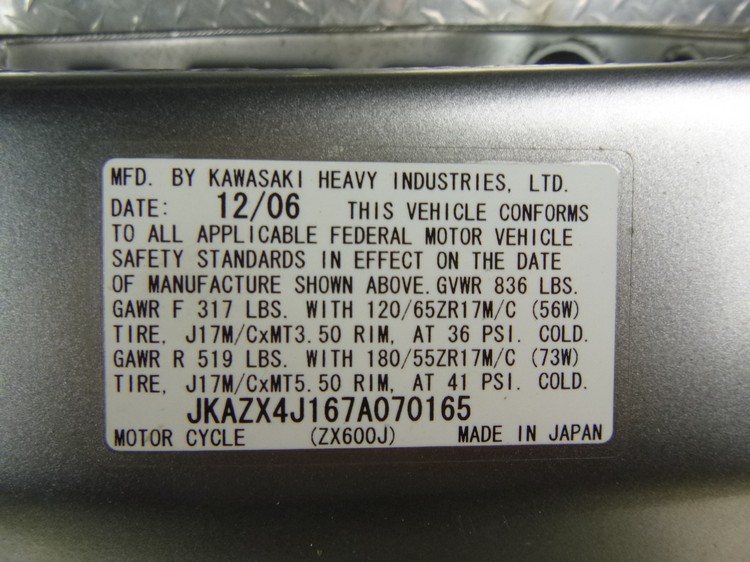 MFD. BY KAWASAKI HEAVY INDUSTRIES, LTD.
DATE: 12/06 THIS VEHICLE CONFORMS
TO ALL APPLICABLE FEDERAL MOTOR VEHICLE
SAFETY STANDARDS IN EFFECT ON THE DATE
OF MANUFACTURE SHOWN ABOVE. GVWR 836 LBS.
GAWR F 317 LBS. WITH 120/65ZR17M/C (56W)
TIRE, J17M/CxMT3.50 RIM, AT 36 PSI. COLD.
GAWR R 519 LBS. WITH 180/55ZR17M/C (73W)
TIRE, J17M/CxMT5.50 RIM, AT 41 PSI. COLD.
JKAZX4J167A070165
MOTOR CYCLE (ZX600J) MADE IN JAPAN